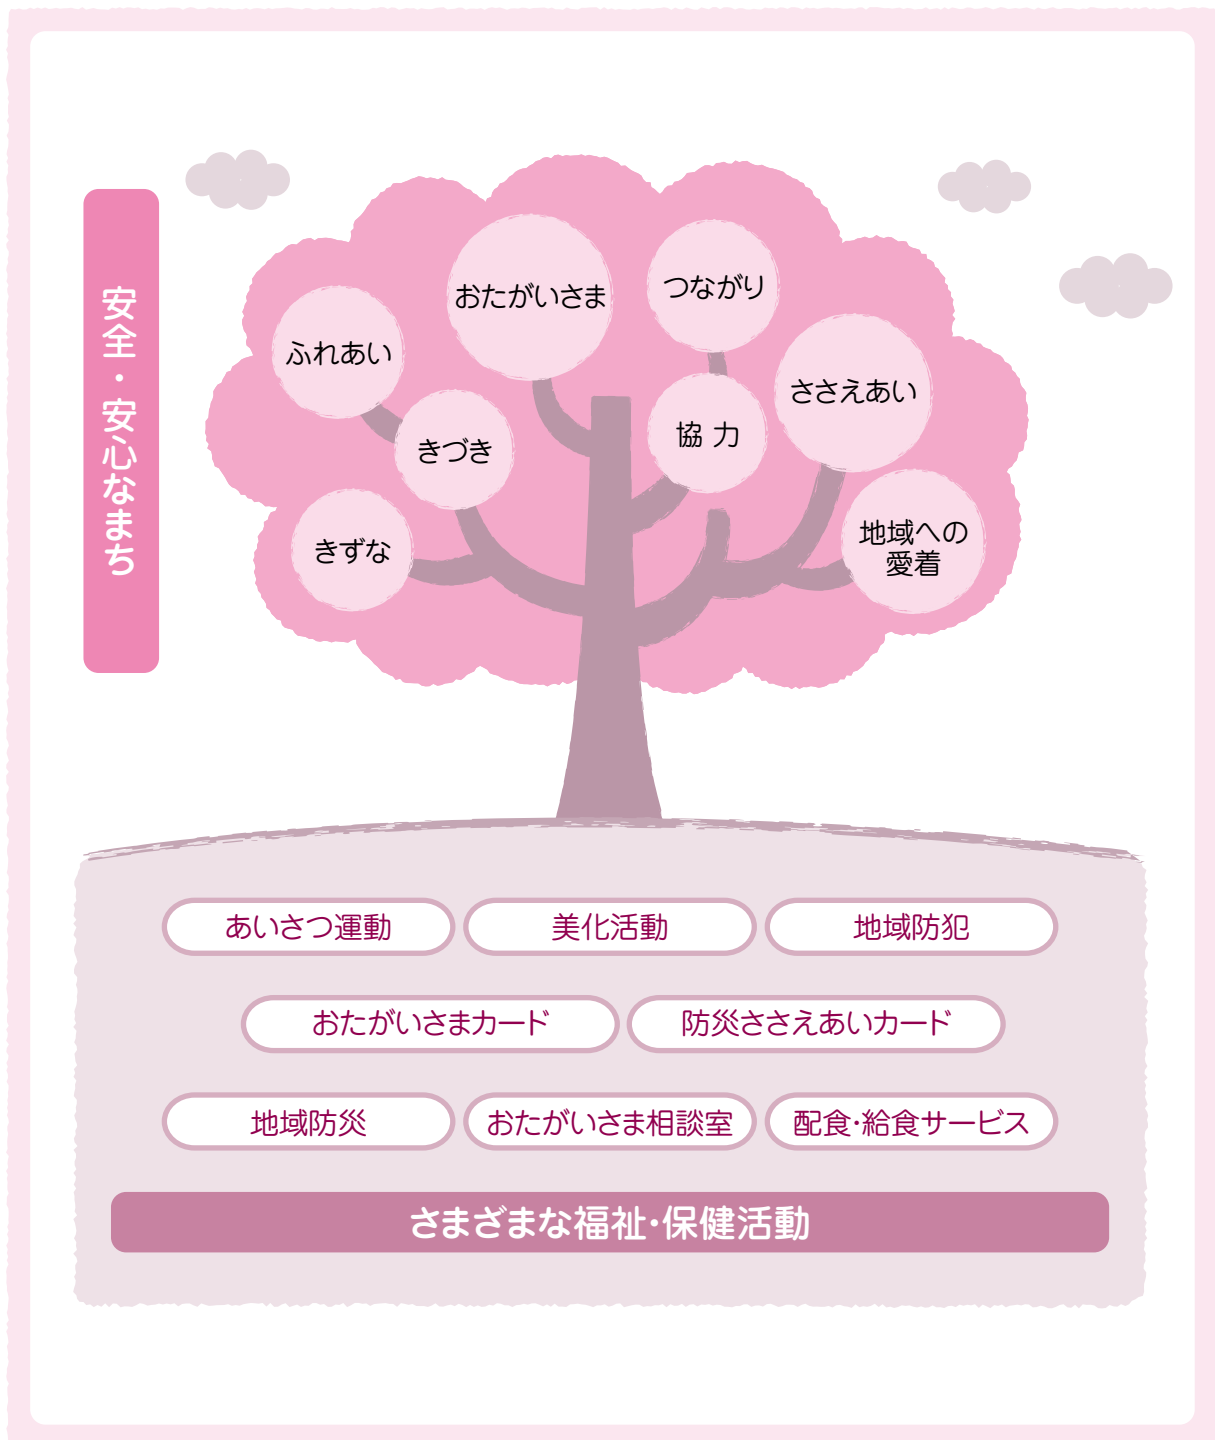 安全・安心なまち
おたがいさま
つながり
ふれあい
ささえあい
きづき
協 力
きずな
地域への
愛着
あいさつ運動
美化活動
地域防犯
おたがいさまカード
防災ささえあいカード
地域防災
おたがいさま相談室
配食・給食サービス
さまざまな福祉・保健活動